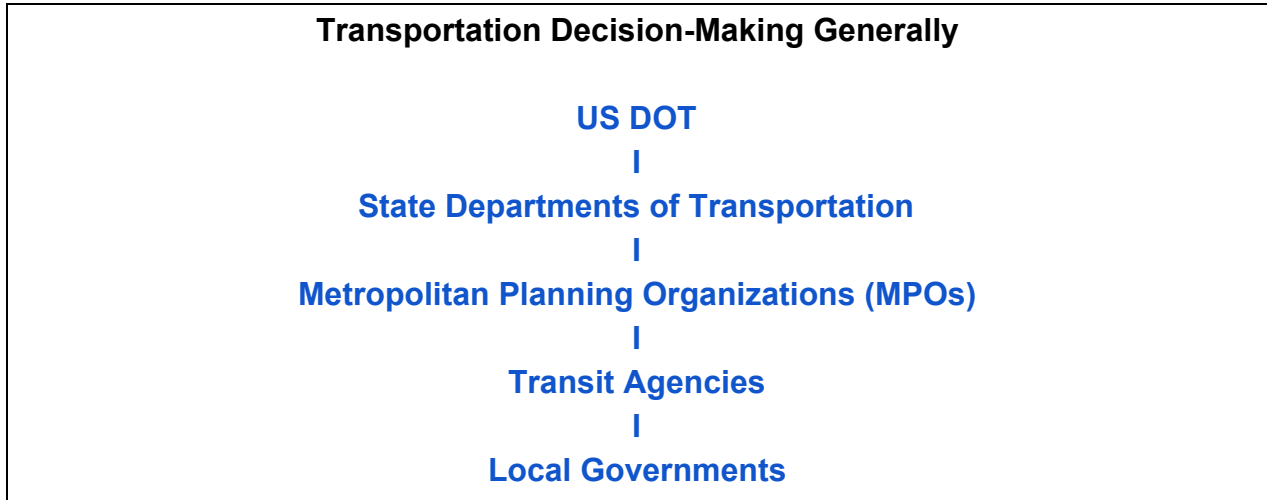 Transportation Decision-Making Generally
US DOT
I
State Departments of Transportation
I
Metropolitan Planning Organizations (MPOs)
I
Transit Agencies
I
Local Governments